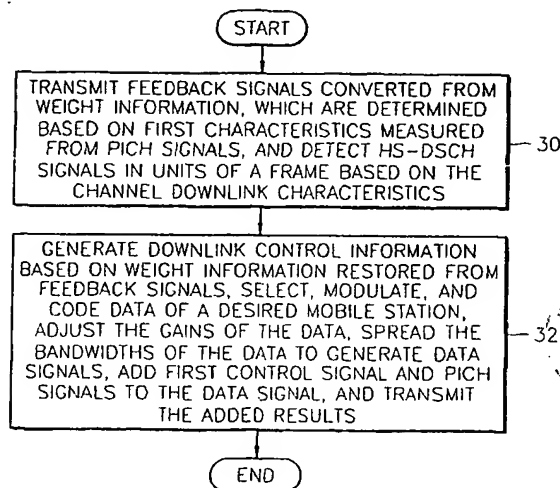 START
TRANSMIT FEEDBACK SIGNALS CONVERTED FROM
WEIGHT INFORMATION, WHICH ARE DETERMINED
BASED ON FIRST CHARACTERISTICS MEASURED
FROM PICH SIGNALS, AND DETECT HS-DSCH
SIGNALS IN UNITS OF A FRAME BASED ON THE
CHANNEL DOWNLINK CHARACTERISTICS
30
GENERATE DOWNLINK CONTROL INFORMATION
BASED ON WEIGHT INFORMATION RESTORED FROM
FEEDBACK SIGNALS, SELECT, MODULATE, AND
CODE DATA OF A DESIRED MOBILE STATION,
ADJUST THE GAINS OF THE DATA, SPREAD THE
BANDWIDTHS OF THE DATA TO GENERATE DATA
SIGNALS, ADD FIRST CONTROL SIGNAL AND PICH
SIGNALS TO THE DATA SIGNAL, AND TRANSMIT
THE ADDED RESULTS
32
END